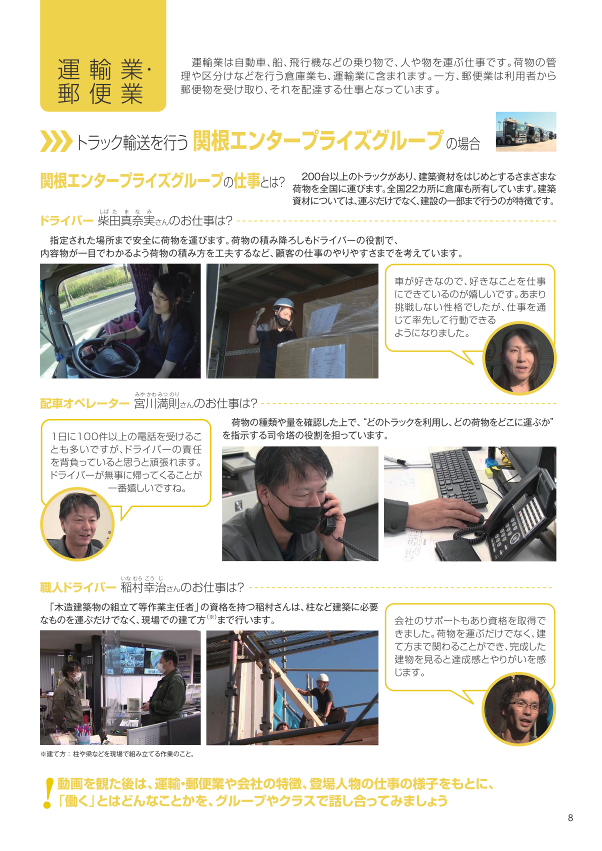 運輸業・
郵便業
運輸業は自動車、船、飛行機などの乗り物で、人や物を運ぶ仕事です。荷物の管
理や区分けなどを行う倉庫業も、運輸業に含まれます。一方、郵便業は利用者から
郵便物を受け取り、それを配達する仕事となっています。
トラック輸送を行う 関根エンタープライズグループ の場合
関根エンタープライズグループの仕事とは?
200台以上のトラックがあり、建築資材をはじめとするさまざまな
荷物を全国に運びます。全国22カ所に倉庫も所有しています。建築
資材については、運ぶだけでなく、建設の一部まで行うのが特徴です。
しばたまなみ
ドライバー 柴田真奈実さんのお仕事は?
指定された場所まで安全に荷物を運びます。荷物の積み降ろしもドライバーの役割で、
内容物が一目でわかるよう荷物の積み方を工夫するなど、顧客の仕事のやりやすさまでを考えています。
車が好きなので、好きなことを仕事
にできているのが嬉しいです。あまり
挑戦しない性格でしたが、仕事を通
じて率先して行動できる
ようになりました。
みやかわみつのり
配車オペレーター 宮川満則さんのお仕事は?
荷物の種類や量を確認した上で、“どのトラックを利用し、どの荷物をどこに運ぶか”
を指示する司令塔の役割を担っています。
1日に100件以上の電話を受けるこ
とも多いですが、ドライバーの責任
を背負っていると思うと頑張れます。
ドライバーが無事に帰ってくることが
一番嬉しいですね。
いなむらこうじ
職人ドライバー 稲村幸治さんのお仕事は?
「木造建築物の組立て等作業主任者」の資格を持つ稲村さんは、柱など建築に必要
なものを運ぶだけでなく、現場での建て方(※)まで行います。
会社のサポートもあり資格を取得で
きました。荷物を運ぶだけでなく、建
て方まで関わることができ、完成した
建物を見ると達成感とやりがいを感
じます。
※建て方：柱や梁などを現場で組み立てる作業のこと。
! 動画を観た後は、運輸・郵便業や会社の特徴、登場人物の仕事の様子をもとに、
「働く」とはどんなことかを、グループやクラスで話し合ってみましょう
8